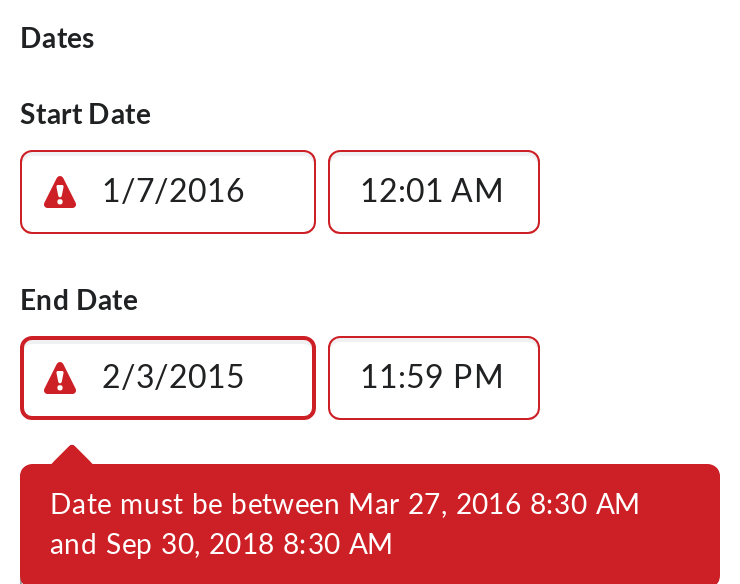 Dates
Start Date
1/7/2016 12:01 AM
End Date
2/3/2015 11:59 PM
Date must be between Mar 27, 2016 8:30 AM
and Sep 30, 2018 8:30 AM